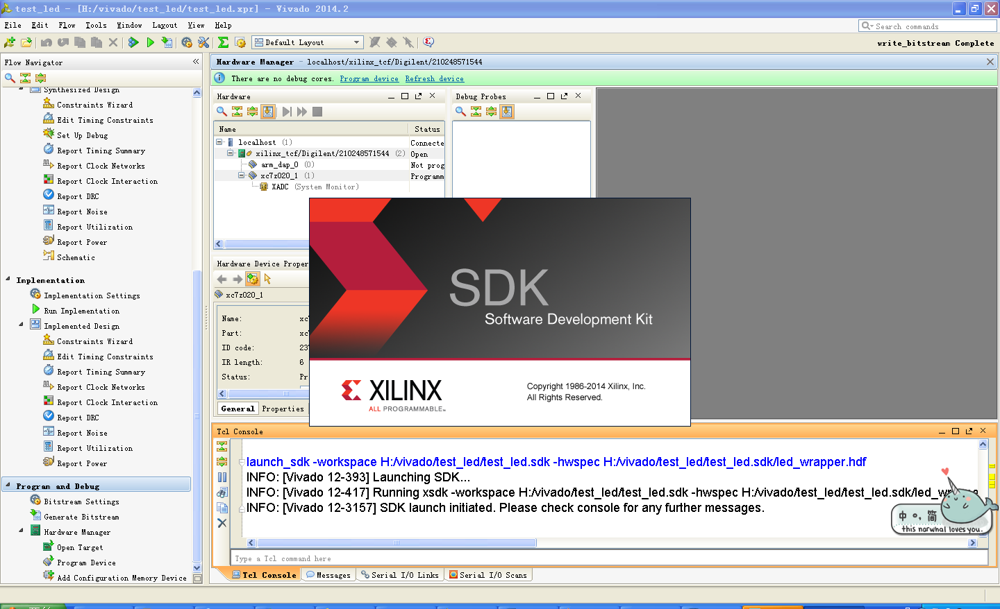 test_led - [H:/vivado/test_led/test_led.xpr] - Vivado 2014.2
File Edit Flow Tools Window Layout View Help
Search commands
Default Layout
write_bitstream Complete
Flow Navigator
Synthesized Design
Constraints Wizard
Edit Timing Constraints
Set Up Debug
Report Timing Summary
Report Clock Networks
Report Clock Interaction
Report DRC
Report Noise
Report Utilization
Report Power
Schematic
Implementation
Implementation Settings
Run Implementation
Implemented Design
Constraints Wizard
Edit Timing Constraints
Report Timing Summary
Report Clock Networks
Report Clock Interaction
Report DRC
Report Noise
Report Utilization
Report Power
Program and Debug
Bitstream Settings
Generate Bitstream
Hardware Manager
Open Target
Program Device
Add Configuration Memory Device
Hardware Manager - localhost/xilinx_tcf/Digilent/210248571544
There are no debug cores. Program device Refresh device
Hardware
Name Status
localhost (1) Connecte
xilinx_tcf/Digilent/210248571544 (2) Open
arm_dap_0 (0) Not prog
xc7z020_1 (1) Programm
XADC (System Monitor)
Debug Probes
Hardware Device Proper
xc7z020_1
Name: xc7
Part: xc7
ID code: 237
IR length: 6
Status: Pr
General Properties
SDK
Software Development Kit
XILINX
ALL PROGRAMMABLE™
Copyright 1986-2014 Xilinx, Inc.
All Rights Reserved.
Tcl Console
launch_sdk -workspace H:/vivado/test_led/test_led.sdk -hwspec H:/vivado/test_led/test_led.sdk/led_wrapper.hdf
INFO: [Vivado 12-393] Launching SDK...
INFO: [Vivado 12-417] Running xsdk -workspace H:/vivado/test_led/test_led.sdk -hwspec H:/vivado/test_led/test_led.sdk/led_wrappe
INFO: [Vivado 12-3157] SDK launch initiated. Please check console for any further messages.
中 °, 简
this narwhal loves you.
Type a Tcl command here
Tcl Console Messages Serial I/O Links Serial I/O Scans